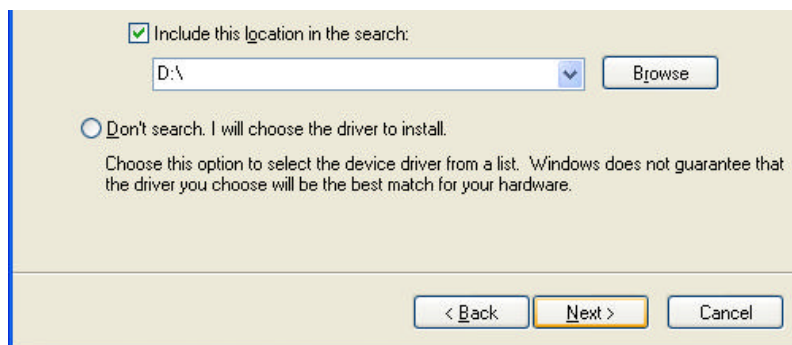 Include this location in the search:
D:\
Browse
Don't search. I will choose the driver to install.
Choose this option to select the device driver from a list. Windows does not guarantee that
the driver you choose will be the best match for your hardware.
< Back
Next >
Cancel